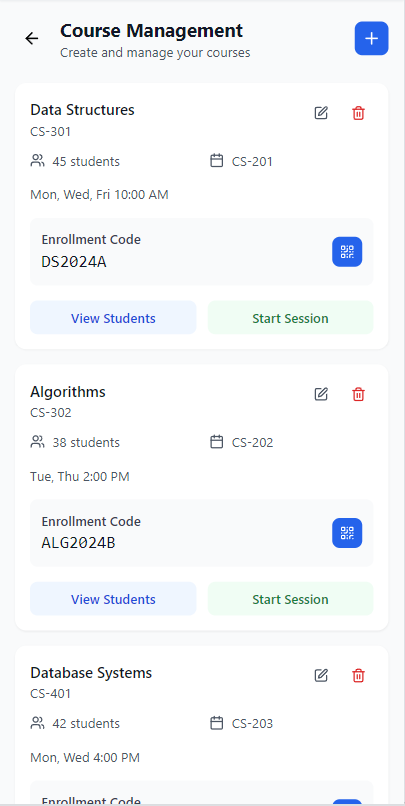 Course Management
Create and manage your courses
Data Structures
CS-301
45 students
CS-201
Mon, Wed, Fri 10:00 AM
Enrollment Code
DS2024A
View Students
Start Session
Algorithms
CS-302
38 students
CS-202
Tue, Thu 2:00 PM
Enrollment Code
ALG2024B
View Students
Start Session
Database Systems
CS-401
42 students
CS-203
Mon, Wed 4:00 PM
Enrollment Code